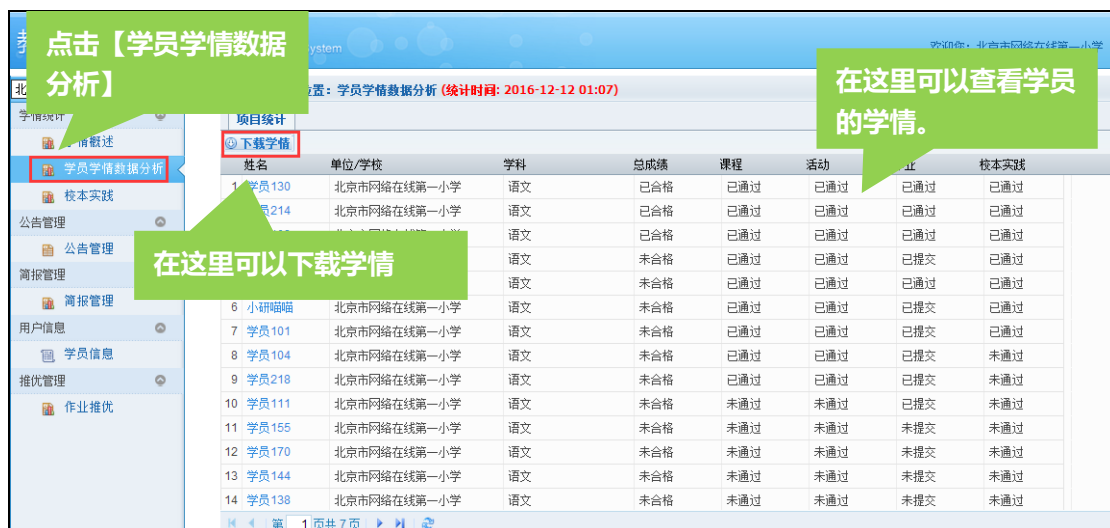 点击【学员学情数据
分析】
ystem
欢迎您：北京市网络在线第一小学
在这里可以查看学员
的学情。
置：学员学情数据分析 (统计时间: 2016-12-12 01:07)
学情统计
项目统计
情概述
下载学情
学员学情数据分析
校本实践
公告管理
公告管理
简报管理
简报管理
用户信息
学员信息
推优管理
作业推优
在这里可以下载学情
姓名 单位/学校 学科 总成绩 课程 活动 业 校本实践
1 学员130 北京市网络在线第一小学 语文 已合格 已通过 已通过 已通过 已通过
员214 北京市网络在线第一小学 语文 已合格 已通过 已通过 已通过 已通过
语文 已合格 已通过 已通过 已通过 已通过
语文 未合格 已通过 已通过 已提交 已通过
语文 未合格 已通过 已通过 已通过 已通过
6 小研喵喵 北京市网络在线第一小学 语文 未合格 已通过 已通过 已提交 已通过
7 学员101 北京市网络在线第一小学 语文 未合格 已通过 已通过 已提交 已通过
8 学员104 北京市网络在线第一小学 语文 未合格 已通过 已通过 已提交 未通过
9 学员218 北京市网络在线第一小学 语文 未合格 已通过 已通过 已提交 未通过
10 学员111 北京市网络在线第一小学 语文 未合格 未通过 未通过 已提交 未通过
11 学员155 北京市网络在线第一小学 语文 未合格 未通过 未通过 未提交 未通过
12 学员170 北京市网络在线第一小学 语文 未合格 未通过 未通过 未提交 未通过
13 学员144 北京市网络在线第一小学 语文 未合格 未通过 未通过 未提交 未通过
14 学员138 北京市网络在线第一小学 语文 未合格 未通过 未通过 未提交 未通过
第 1 页共 7 页